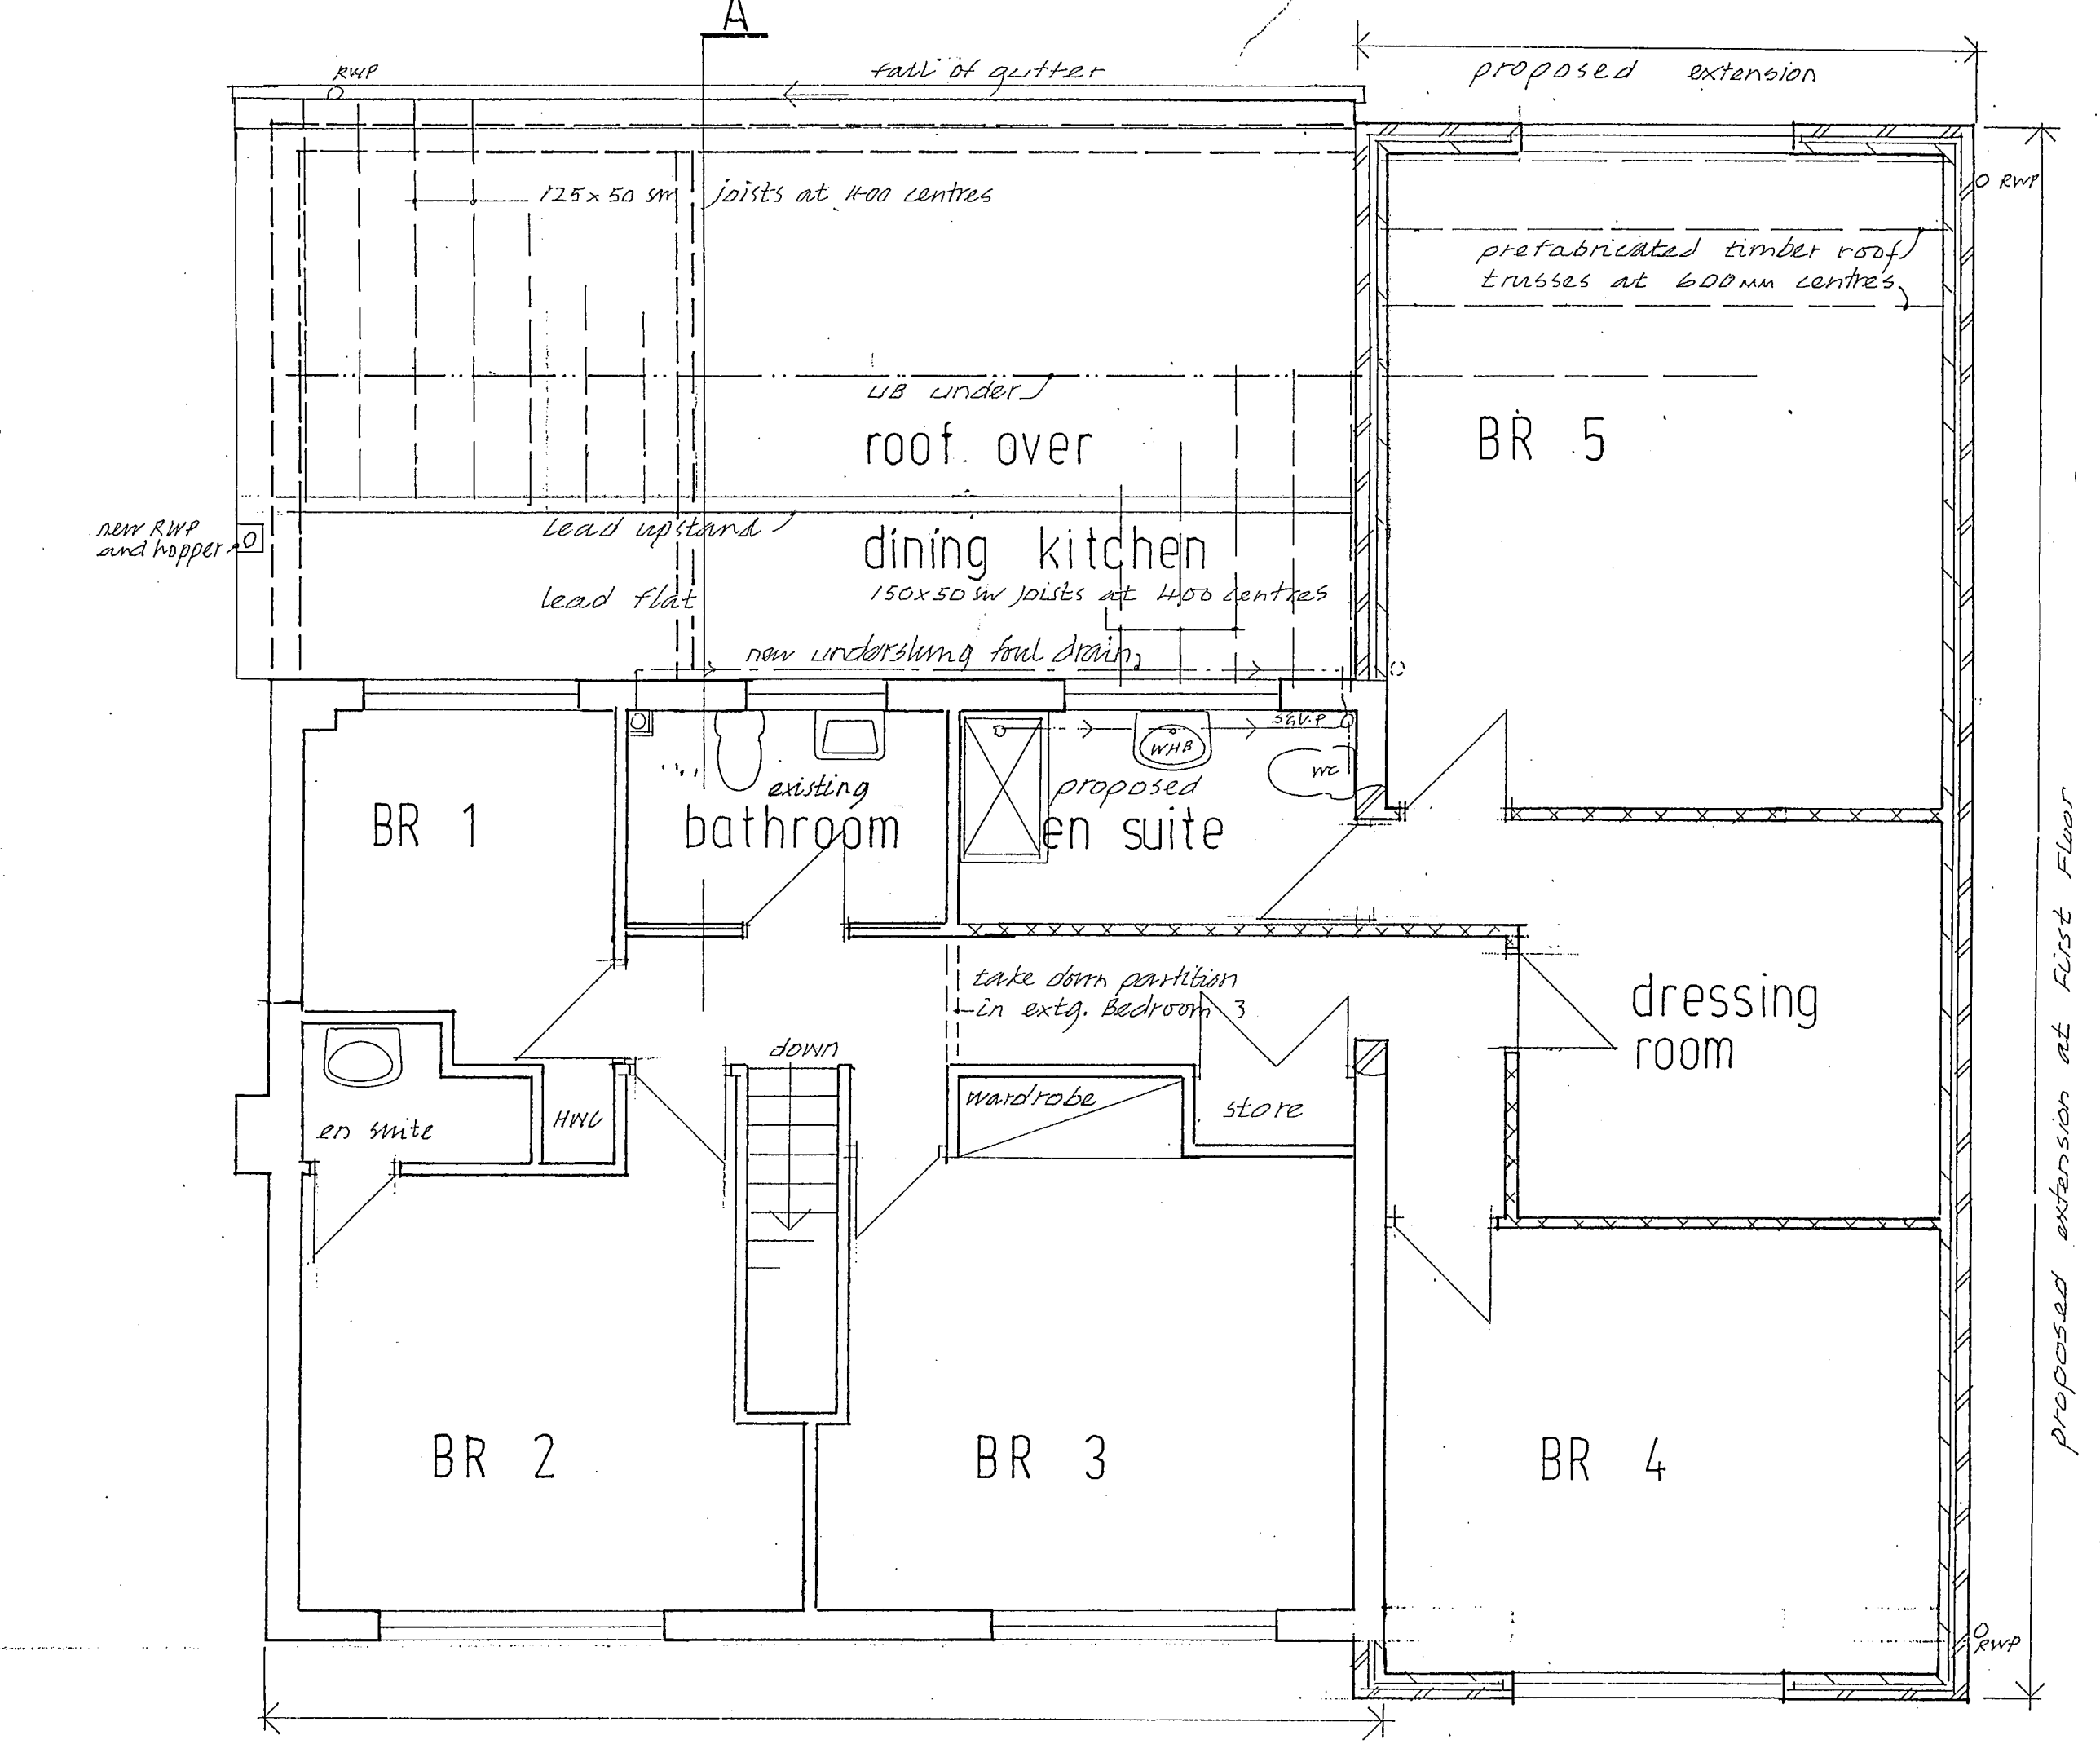 A
RWP
fall of gutter
proposed extension
RWP
125x50 sw joists at 400 centres
prefabricated timber roof
trusses at 600MM centres
UB under
roof over
BR 5
new RWP
and hopper
lead upstand
dining kitchen
lead flat
150x50 sw joists at 400 centres
new underslung foul drain
S&V.P
WHB
WC
existing
bathroom
proposed
en suite
BR 1
take down partition
in extg. Bedroom 3
dressing
room
down
wardrobe
store
HWC
en suite
proposed extension at First Floor
BR 2
BR 3
BR 4
RWP